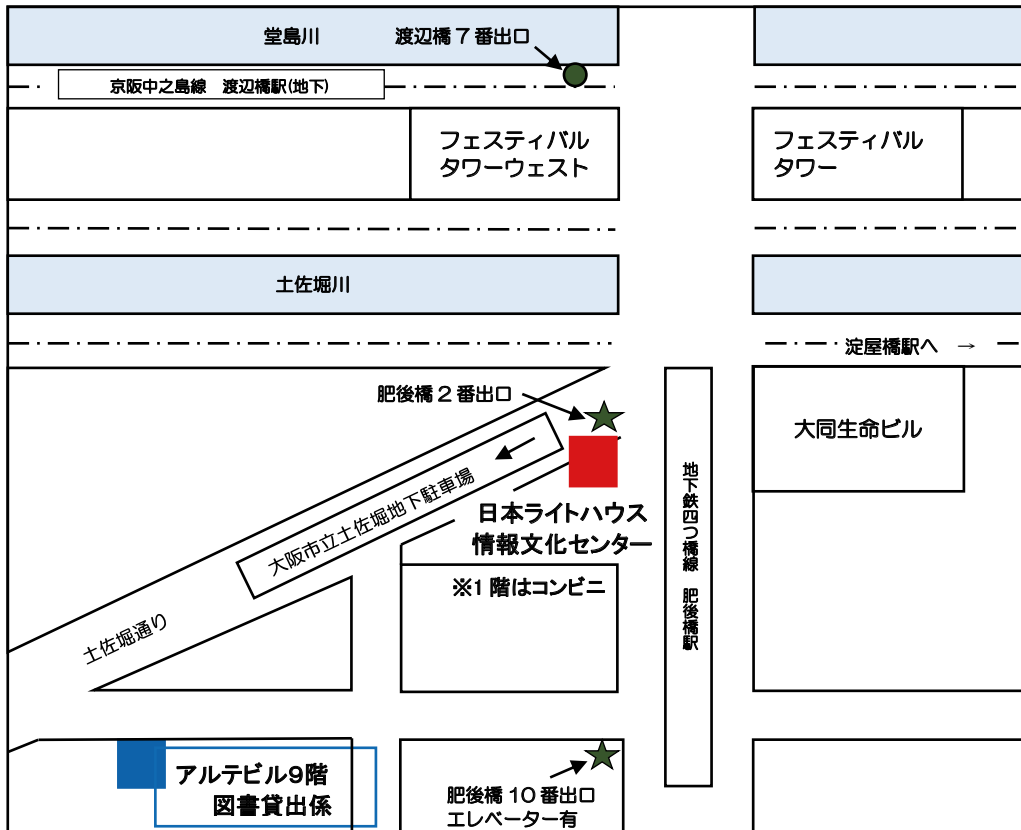 堂島川
渡辺橋７番出口
京阪中之島線　渡辺橋駅(地下)
フェスティバル
タワーウェスト
フェスティバル
タワー
土佐堀川
淀屋橋駅へ　→
肥後橋２番出口
大同生命ビル
大阪市立土佐堀地下駐車場
地下鉄四つ橋線　肥後橋駅
日本ライトハウス
情報文化センター
※1 階はコンビニ
土佐堀通り
アルテビル9階
図書貸出係
肥後橋 10 番出口
エレベーター有